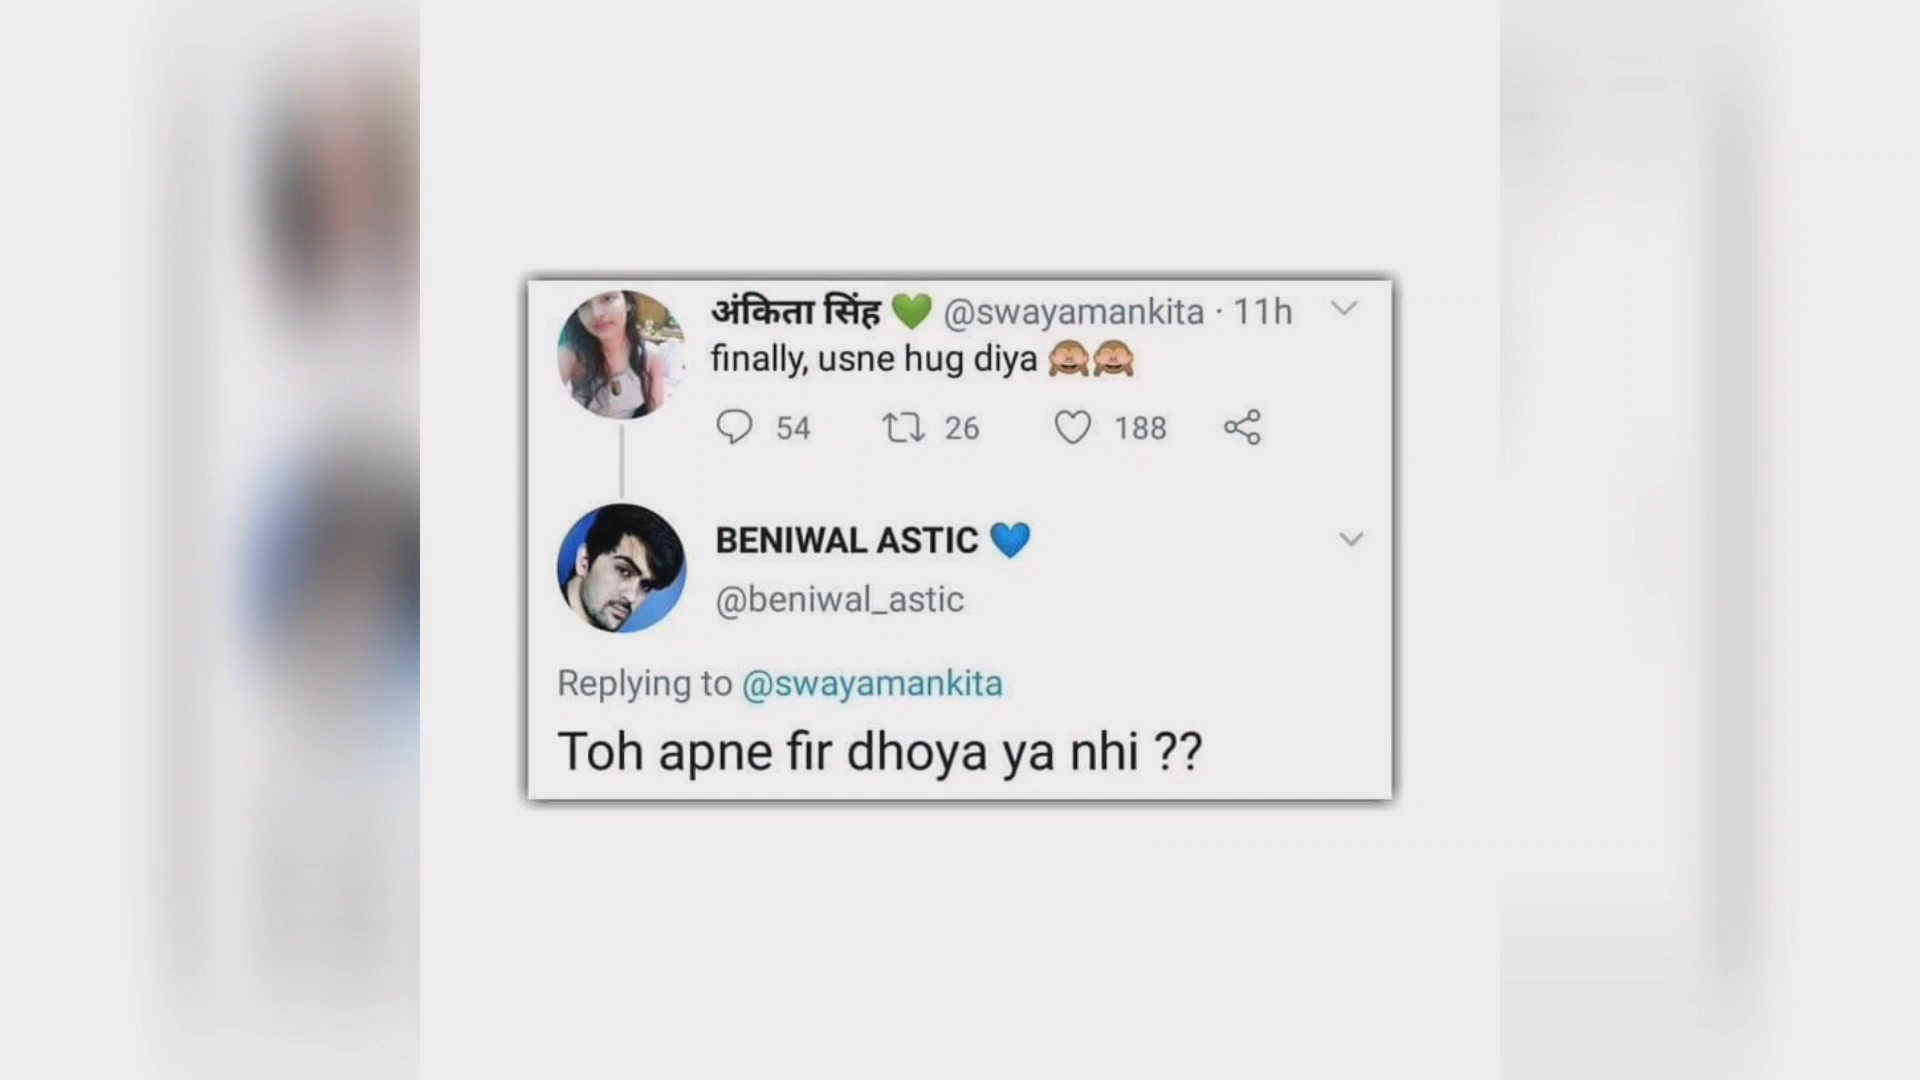 अंकिता सिंह 💚 @swayamankita · 11h
finally, usne hug diya 🙈🙈
54 26 188
BENIWAL ASTIC 💙
@beniwal_astic
Replying to @swayamankita
Toh apne fir dhoya ya nhi ??